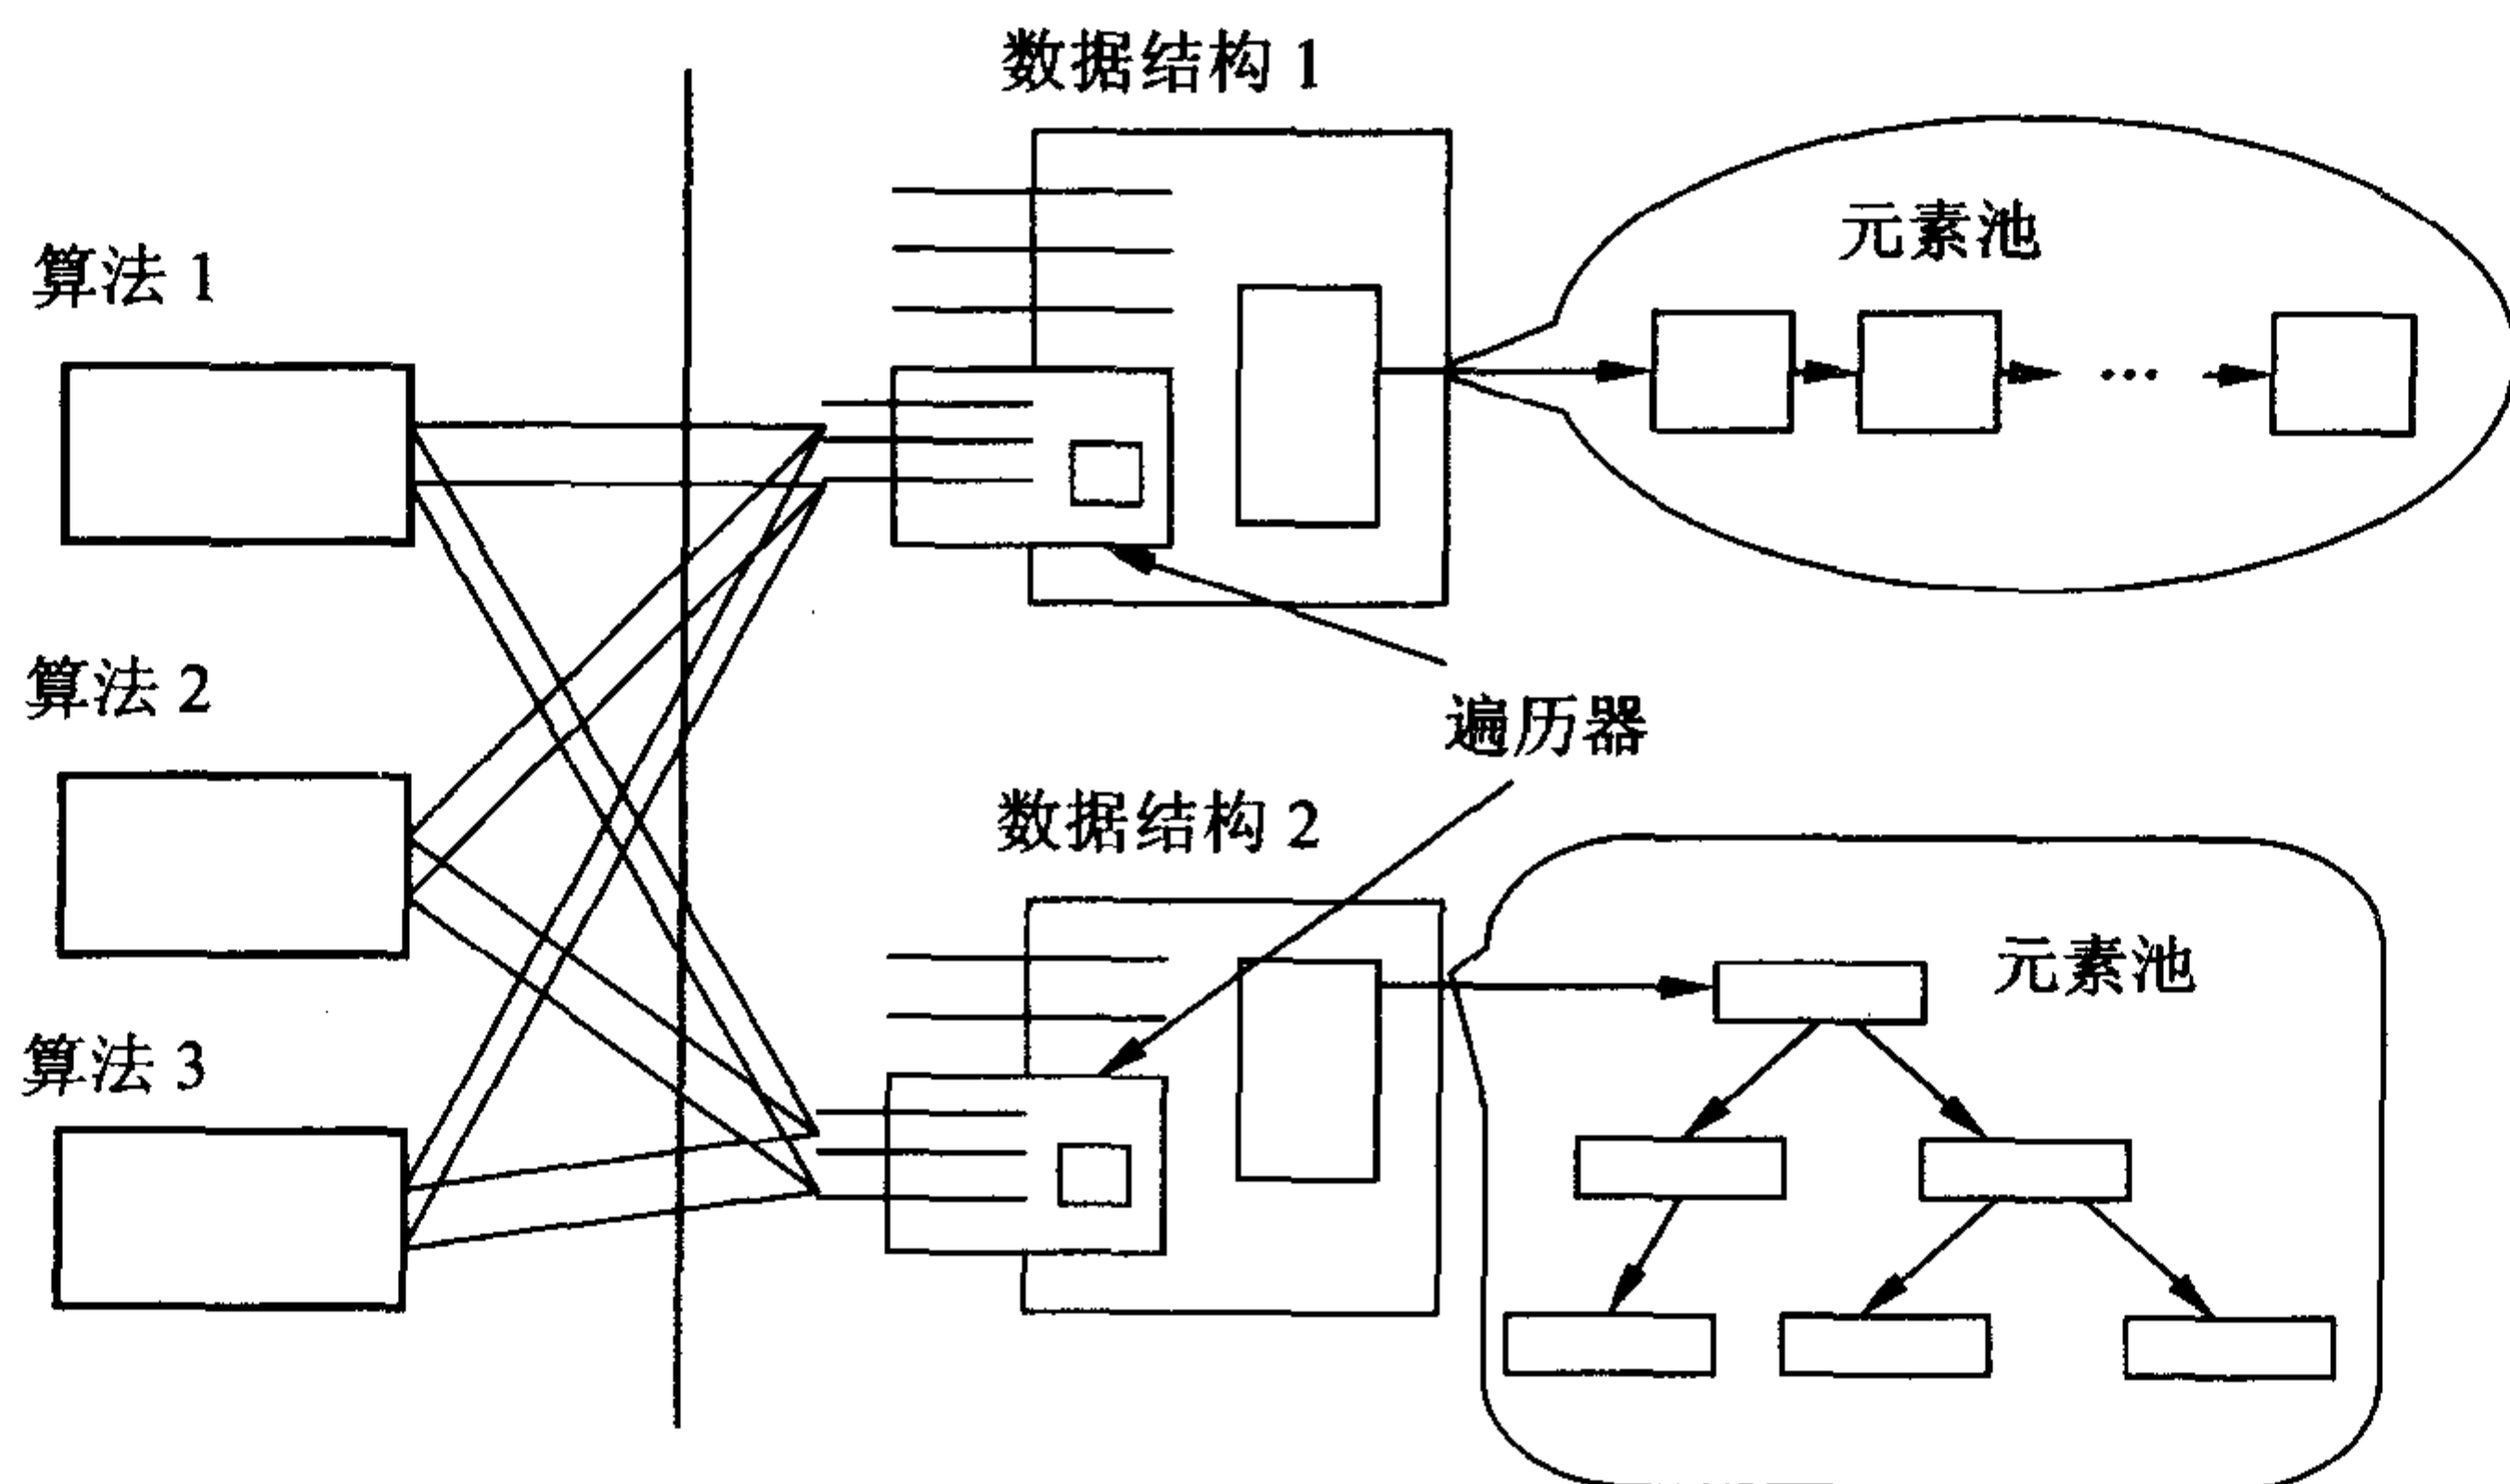 数据结构 1
元素池
算法 1
算法 2
遍历器
数据结构 2
元素池
算法 3